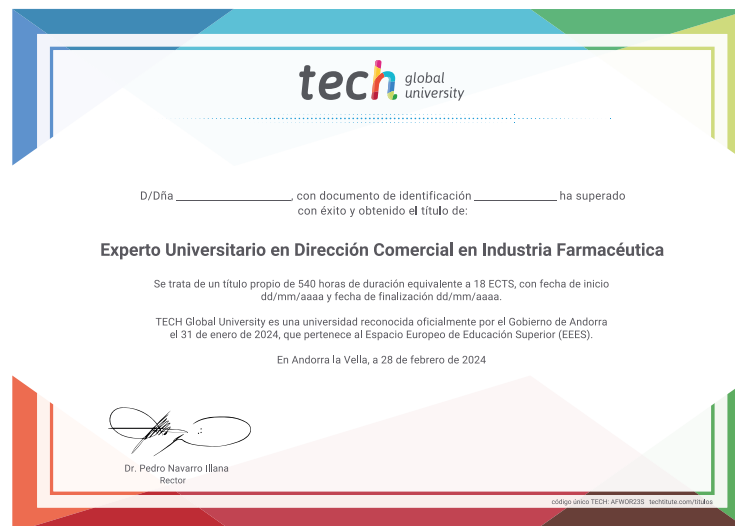 tech global university
D/Dña ______________________, con documento de identificación ________________ ha superado
con éxito y obtenido el título de:
Experto Universitario en Dirección Comercial en Industria Farmacéutica
Se trata de un título propio de 540 horas de duración equivalente a 18 ECTS, con fecha de inicio
dd/mm/aaaa y fecha de finalización dd/mm/aaaa.
TECH Global University es una universidad reconocida oficialmente por el Gobierno de Andorra
el 31 de enero de 2024, que pertenece al Espacio Europeo de Educación Superior (EEES).
En Andorra la Vella, a 28 de febrero de 2024
Dr. Pedro Navarro Illana
Rector
código único TECH: AFWOR23S techtitute.com/titulos